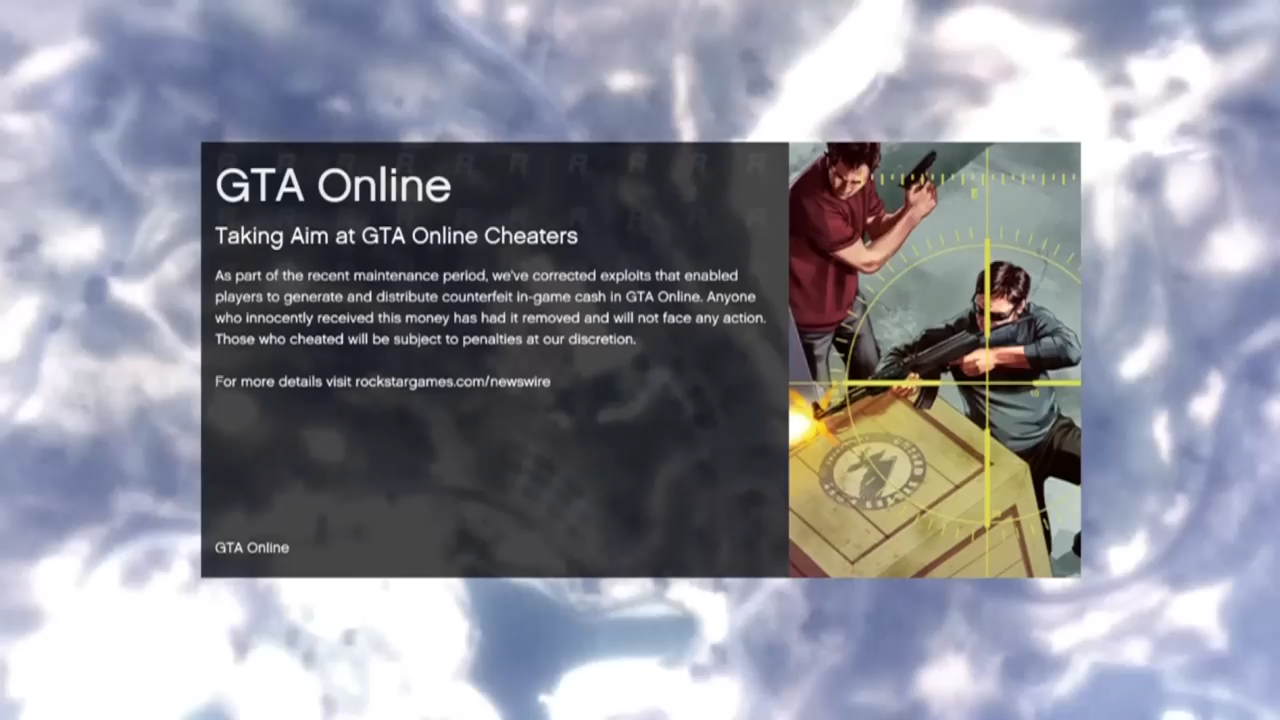 GTA Online
Taking Aim at GTA Online Cheaters
As part of the recent maintenance period, we've corrected exploits that enabled
players to generate and distribute counterfeit in-game cash in GTA Online. Anyone
who innocently received this money has had it removed and will not face any action.
Those who cheated will be subject to penalties at our discretion.
For more details visit rockstargames.com/newswire
GTA Online